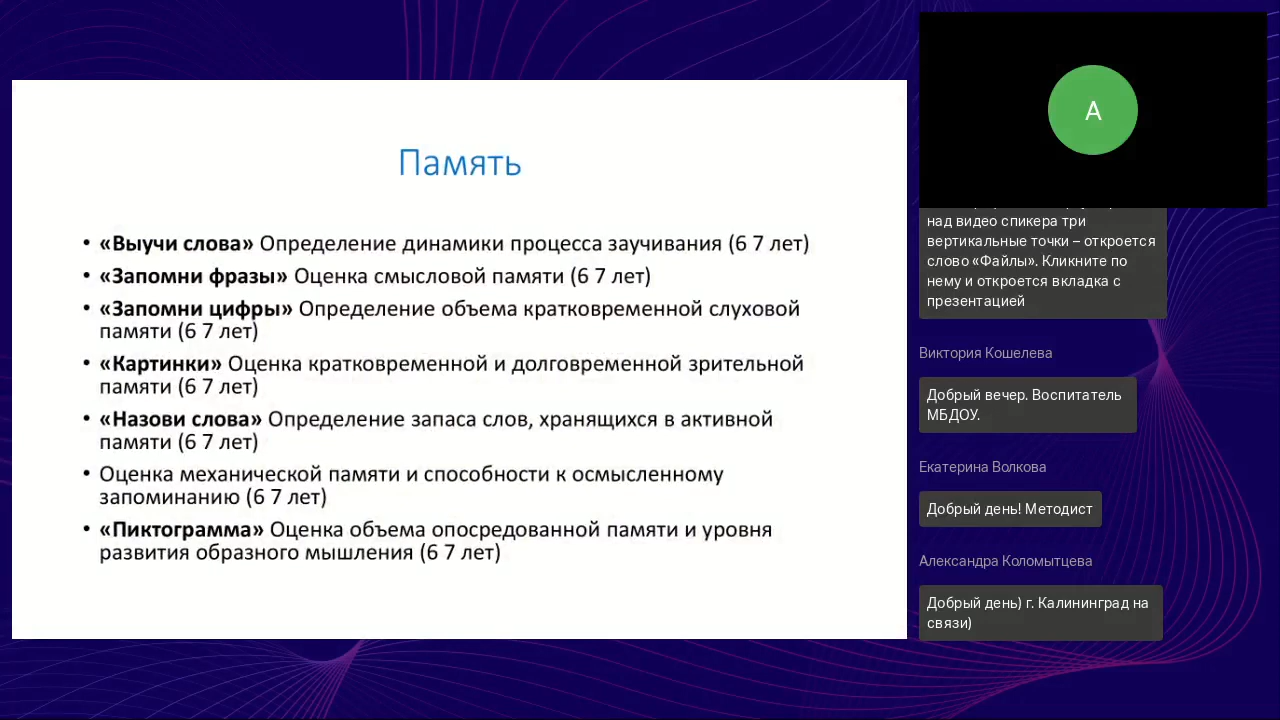 Память
• «Выучи слова» Определение динамики процесса заучивания (6 7 лет)
• «Запомни фразы» Оценка смысловой памяти (6 7 лет)
• «Запомни цифры» Определение объема кратковременной слуховой
памяти (6 7 лет)
• «Картинки» Оценка кратковременной и долговременной зрительной
памяти (6 7 лет)
• «Назови слова» Определение запаса слов, хранящихся в активной
памяти (6 7 лет)
• Оценка механической памяти и способности к осмысленному
запоминанию (6 7 лет)
• «Пиктограмма» Оценка объема опосредованной памяти и уровня
развития образного мышления (6 7 лет)
А
над видео спикера три
вертикальные точки – откроется
слово «Файлы». Кликните по
нему и откроется вкладка с
презентацией
Виктория Кошелева
Добрый вечер. Воспитатель
МБДОУ.
Екатерина Волкова
Добрый день! Методист
Александра Коломытцева
Добрый день) г. Калининград на
связи)